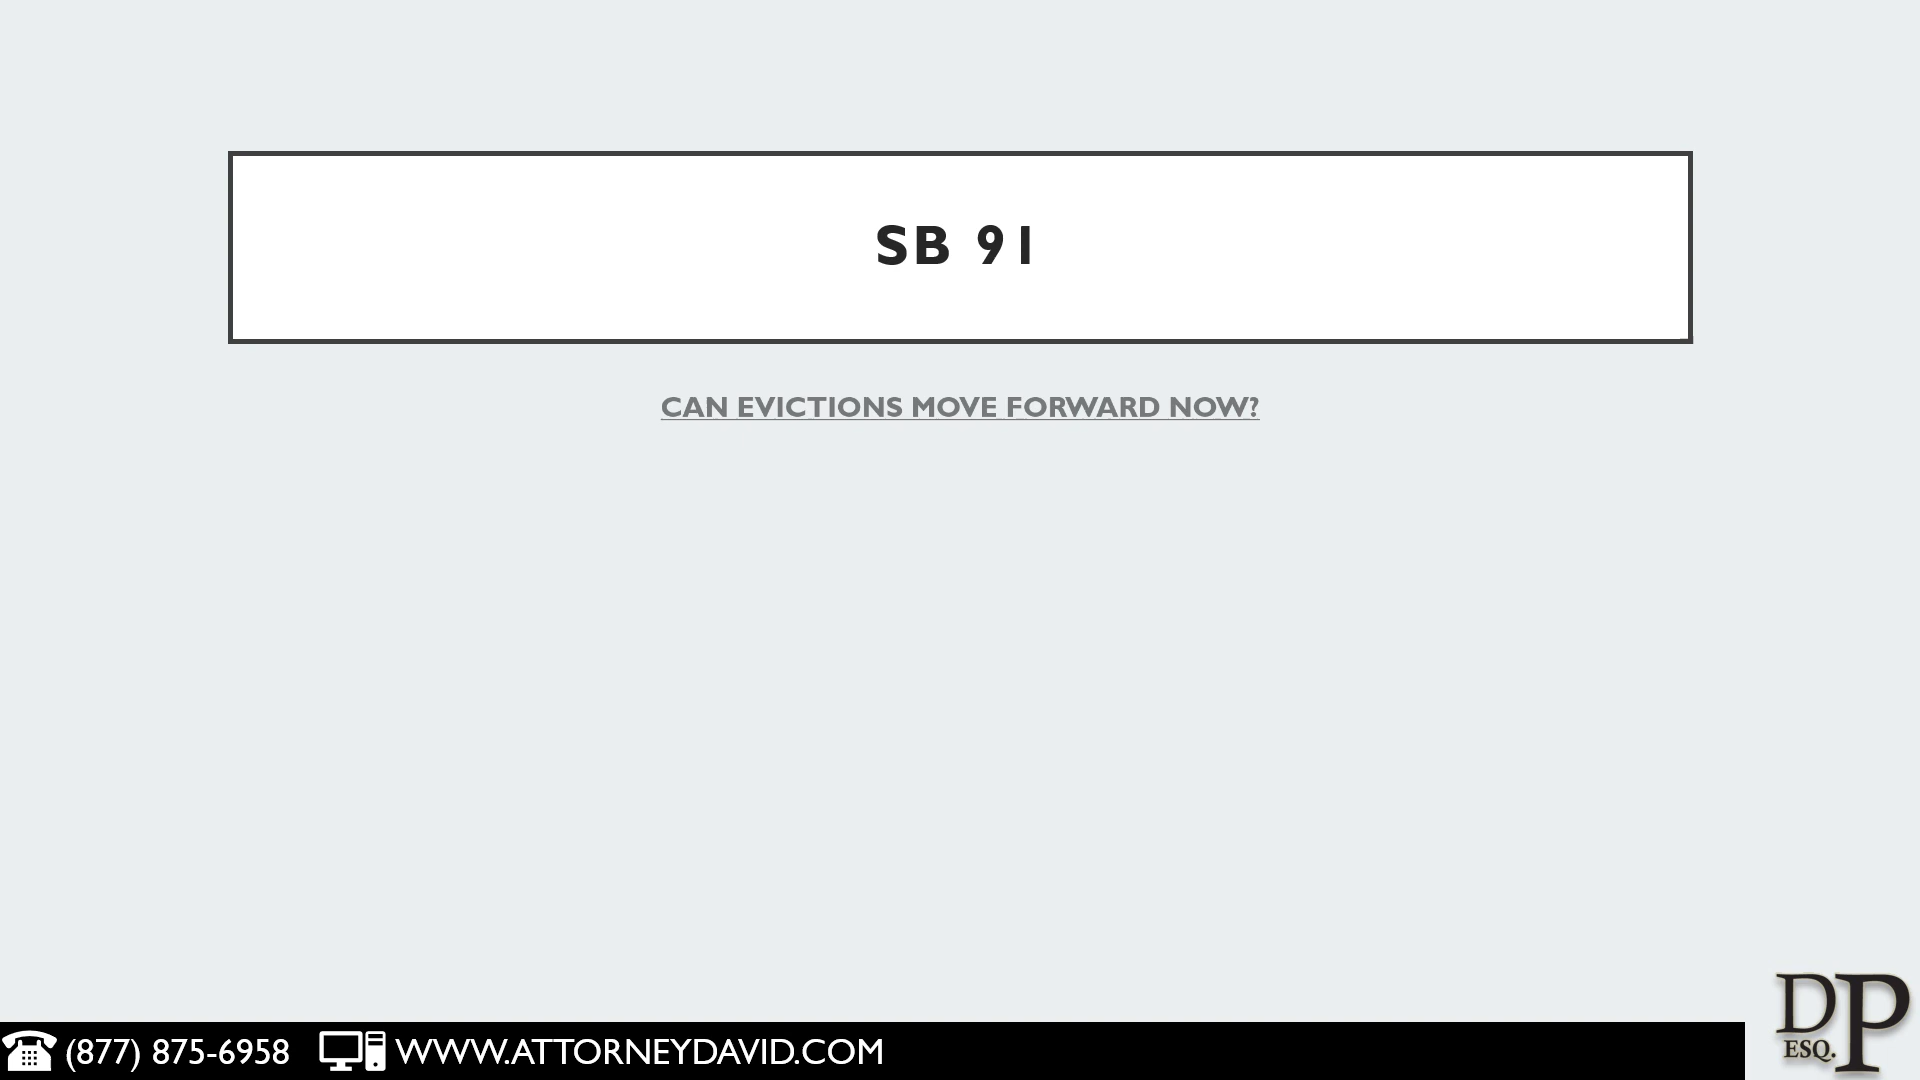 SB 91
CAN EVICTIONS MOVE FORWARD NOW?
(877) 875-6958 WWW.ATTORNEYDAVID.COM
DP
ESQ.